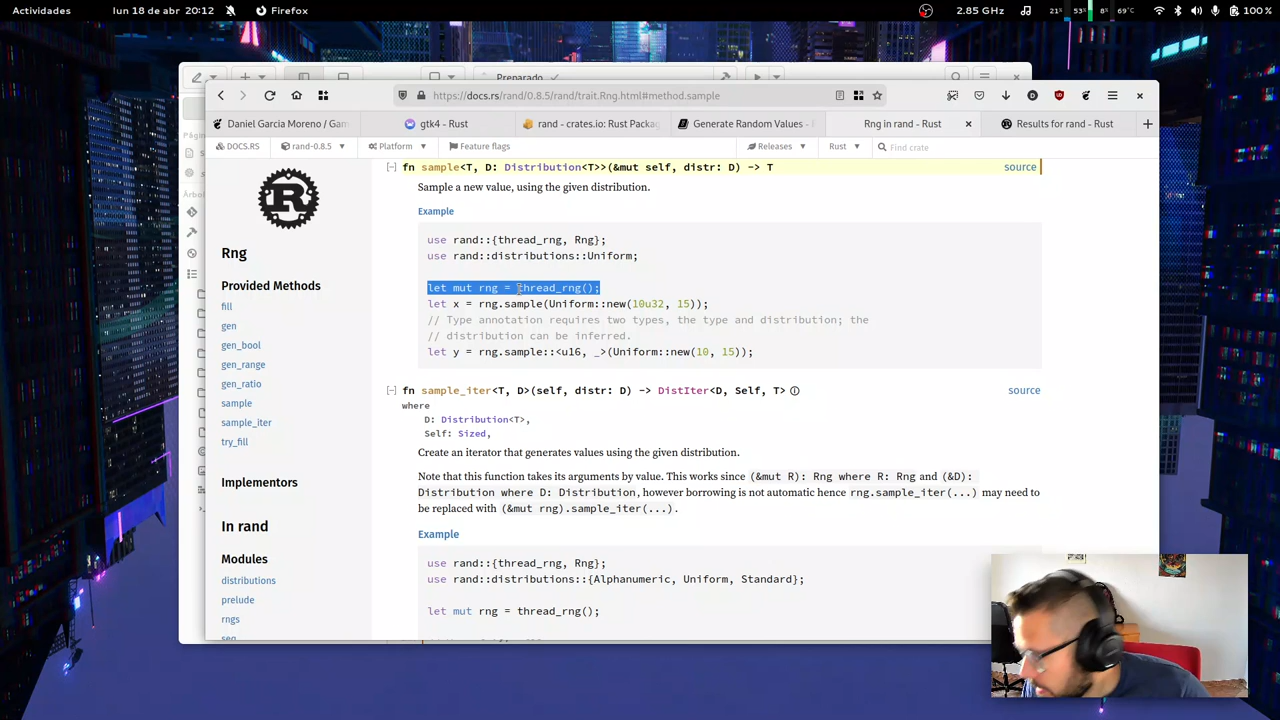 Actividades
lun 18 de abr 20:12
Firefox
2.85 GHz
21%
53%
8%
69°C
100 %
Preparado
https://docs.rs/rand/0.8.5/rand/trait.Rng.html#method.sample
Daniel Garcia Moreno / Gam
gtk4 - Rust
rand - crates.io: Rust Packag
Generate Random Values -
Rng in rand - Rust
Results for rand - Rust
DOCS.RS
rand-0.8.5
Platform
Feature flags
Releases
Rust
Find crate
Rng
Provided Methods
fill
gen
gen_bool
gen_range
gen_ratio
sample
sample_iter
try_fill
Implementors
In rand
Modules
distributions
prelude
rngs
seq
[−] fn sample<T, D: Distribution<T>>(&mut self, distr: D) -> T
source
Sample a new value, using the given distribution.
Example
use rand::{thread_rng, Rng};
use rand::distributions::Uniform;
let mut rng = thread_rng();
let x = rng.sample(Uniform::new(10u32, 15));
// Type annotation requires two types, the type and distribution; the
// distribution can be inferred.
let y = rng.sample::<u16, _>(Uniform::new(10, 15));
[−] fn sample_iter<T, D>(self, distr: D) -> DistIter<D, Self, T> ⓘ
source
where
D: Distribution<T>,
Self: Sized,
Create an iterator that generates values using the given distribution.
Note that this function takes its arguments by value. This works since (&mut R): Rng where R: Rng and (&D):
Distribution where D: Distribution, however borrowing is not automatic hence rng.sample_iter(...) may need to
be replaced with (&mut rng).sample_iter(...).
Example
use rand::{thread_rng, Rng};
use rand::distributions::{Alphanumeric, Uniform, Standard};
let mut rng = thread_rng();